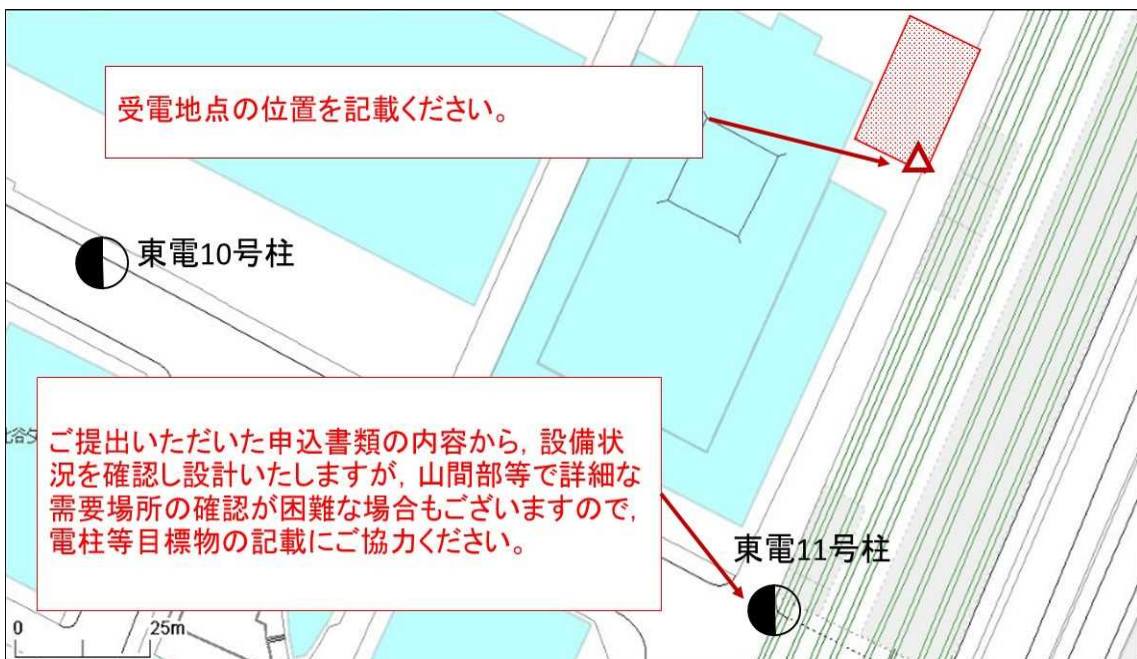 受電地点の位置を記載ください。
東電10号柱
ご提出いただいた申込書類の内容から, 設備状
況を確認し設計いたしますが, 山間部等で詳細な
需要場所の確認が困難な場合もございますので,
電柱等目標物の記載にご協力ください。
東電11号柱
0 25m